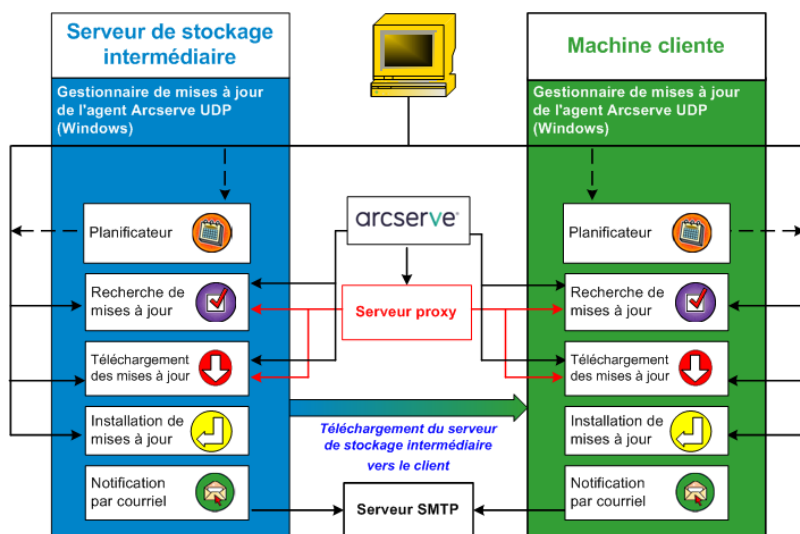 Serveur de stockage
intermédiaire
Gestionnaire de mises à jour
de l'agent Arcserve UDP
(Windows)
Planificateur
Recherche de
mises à jour
Téléchargement
des mises à jour
Installation de
mises à jour
Notification
par courriel
arcserve
Serveur proxy
Téléchargement du serveur
de stockage intermédiaire
vers le client
Serveur SMTP
Machine cliente
Gestionnaire de mises à jour
de l'agent Arcserve UDP
(Windows)
Planificateur
Recherche de
mises à jour
Téléchargement
des mises à jour
Installation de
mises à jour
Notification
par courriel